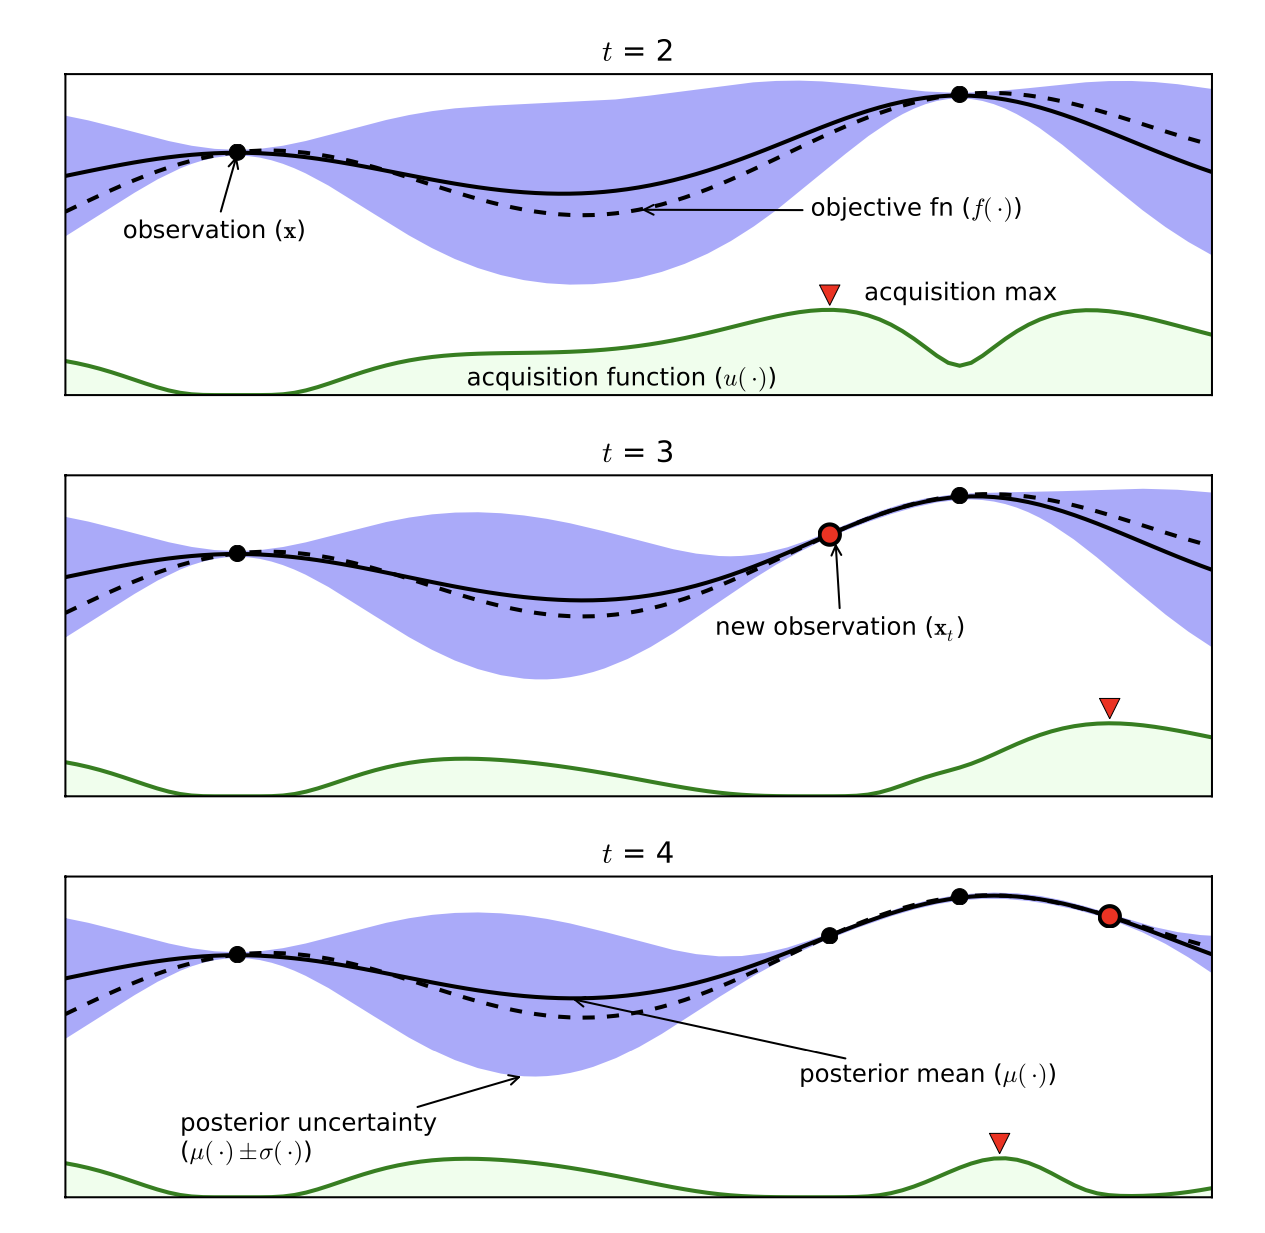 t = 2
observation (x)
objective fn (f(·))
acquisition max
acquisition function (u(·))
t = 3
new observation (xₜ)
t = 4
posterior mean (μ(·))
posterior uncertainty
(μ(·)±σ(·))